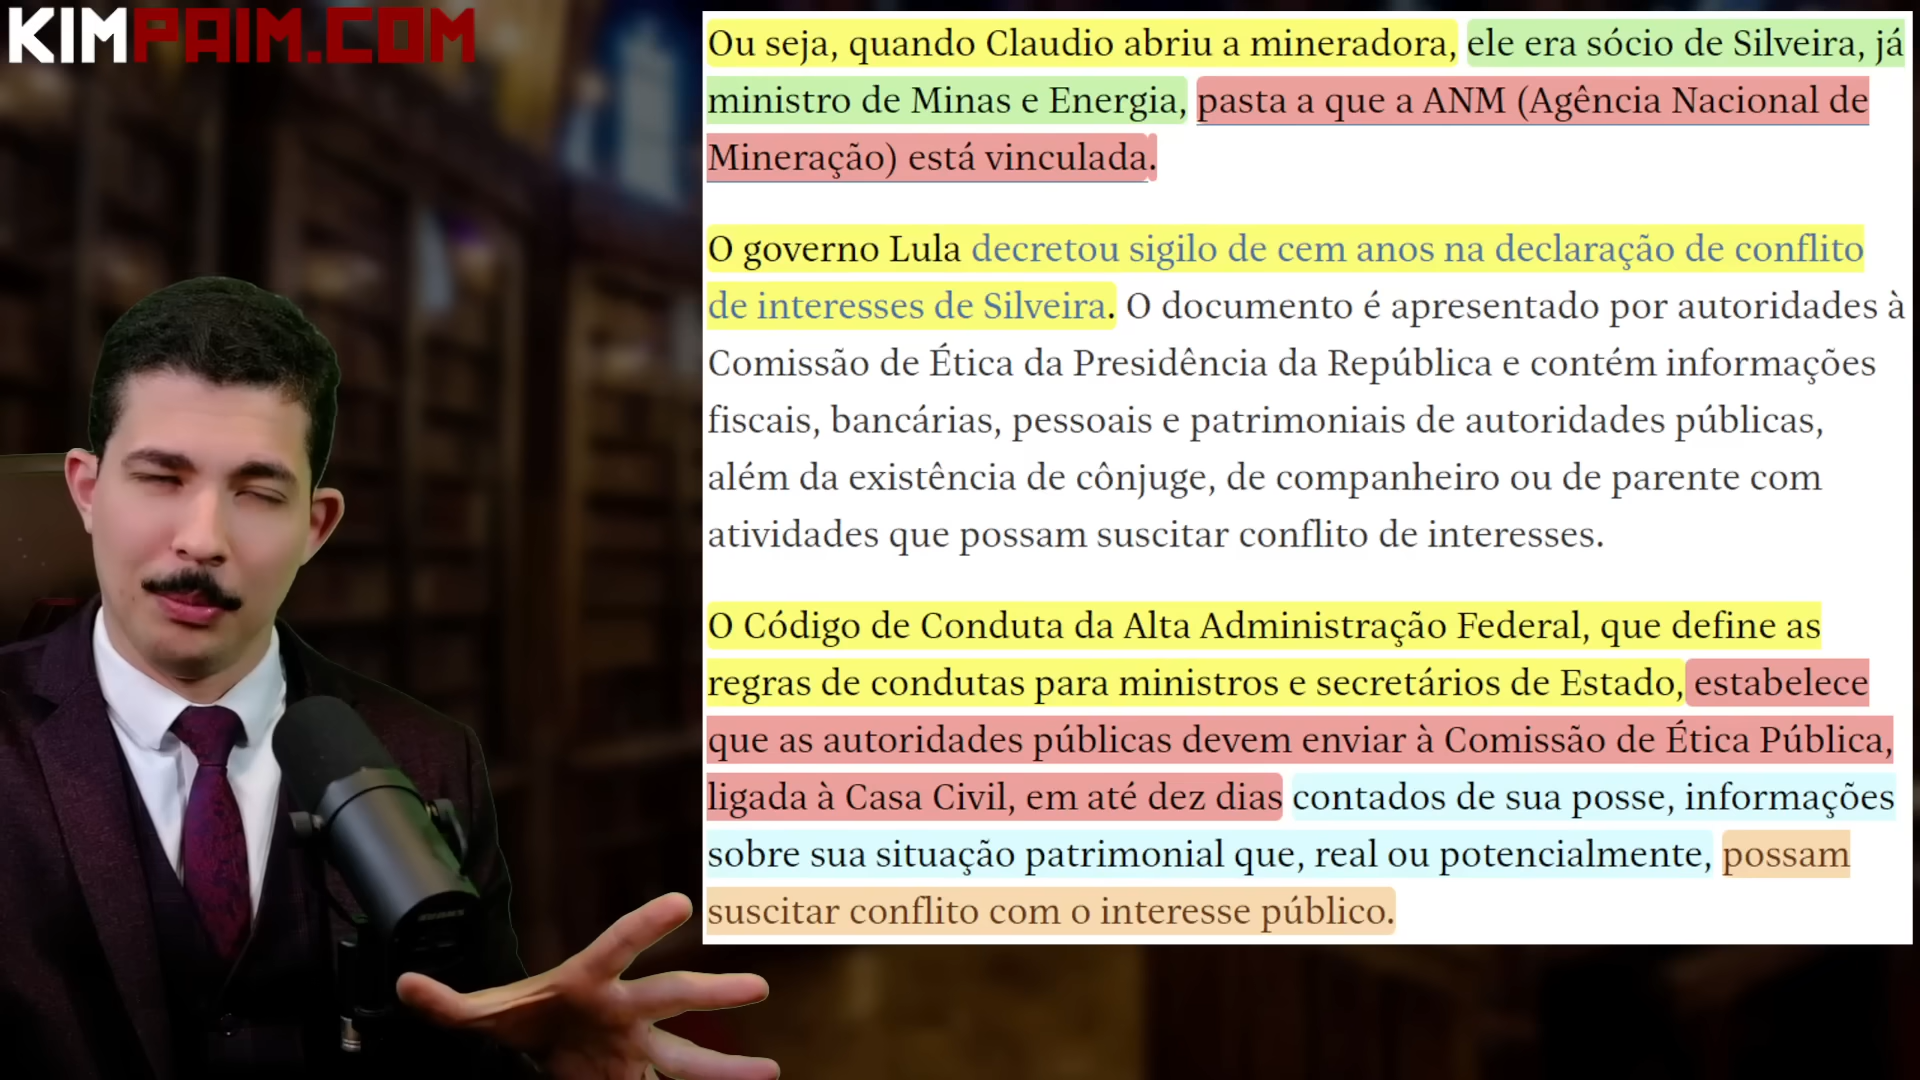 KIMPAIM.COM
Ou seja, quando Claudio abriu a mineradora, ele era sócio de Silveira, já
ministro de Minas e Energia, pasta a que a ANM (Agência Nacional de
Mineração) está vinculada.
O governo Lula decretou sigilo de cem anos na declaração de conflito
de interesses de Silveira. O documento é apresentado por autoridades à
Comissão de Ética da Presidência da República e contém informações
fiscais, bancárias, pessoais e patrimoniais de autoridades públicas,
além da existência de cônjuge, de companheiro ou de parente com
atividades que possam suscitar conflito de interesses.
O Código de Conduta da Alta Administração Federal, que define as
regras de condutas para ministros e secretários de Estado, estabelece
que as autoridades públicas devem enviar à Comissão de Ética Pública,
ligada à Casa Civil, em até dez dias contados de sua posse, informações
sobre sua situação patrimonial que, real ou potencialmente, possam
suscitar conflito com o interesse público.